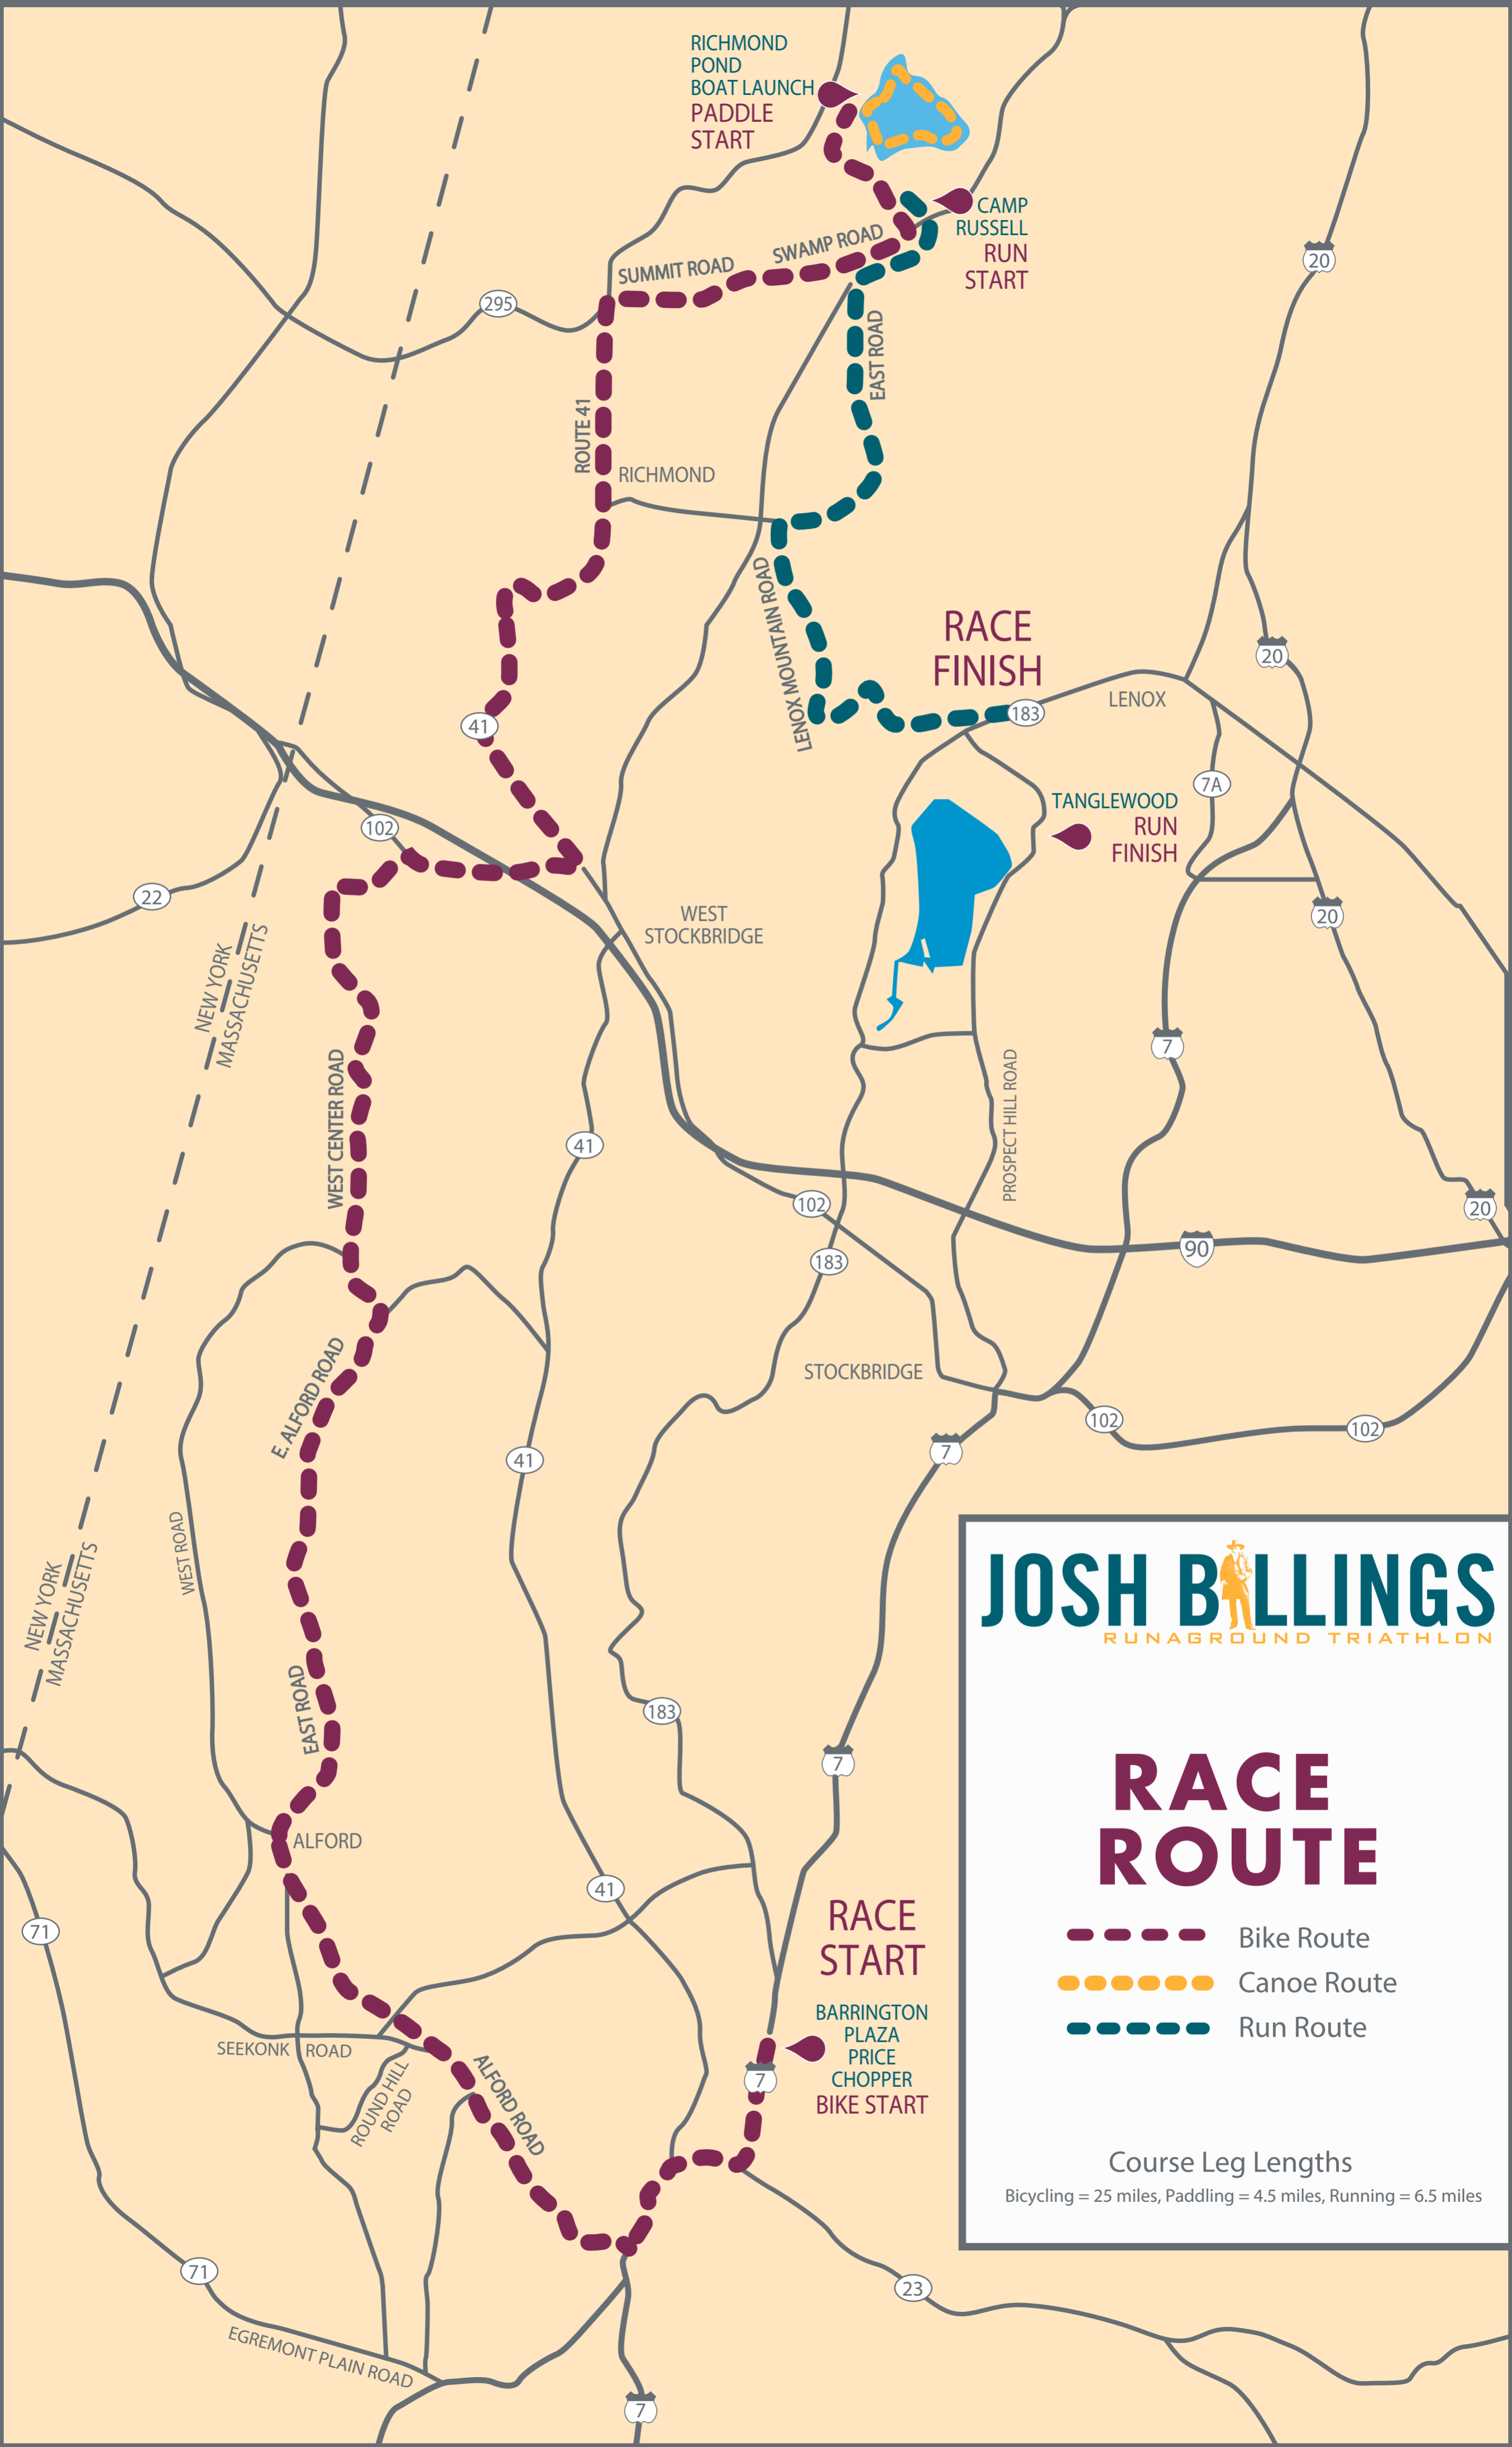 RICHMOND
POND
BOAT LAUNCH
PADDLE
START
CAMP
RUSSELL
RUN
START
20
SWAMP ROAD
SUMMIT ROAD
295
EAST ROAD
ROUTE 41
RICHMOND
LENOX MOUNTAIN ROAD
RACE
FINISH
20
183
LENOX
41
7A
102
TANGLEWOOD
RUN
FINISH
22
WEST
STOCKBRIDGE
20
NEW YORK
MASSACHUSETTS
7
WEST CENTER ROAD
PROSPECT HILL ROAD
41
102
20
90
183
E. ALFORD ROAD
STOCKBRIDGE
102
102
7
41
WEST ROAD
NEW YORK
MASSACHUSETTS
EAST ROAD
183
7
ALFORD
41
71
RACE
START
BARRINGTON
PLAZA
PRICE
CHOPPER
BIKE START
SEEKONK ROAD
ROUND HILL
ROAD
ALFORD ROAD
7
71
23
EGREMONT PLAIN ROAD
7
JOSH BILLINGS
RUNAGROUND TRIATHLON
RACE
ROUTE
Bike Route
Canoe Route
Run Route
Course Leg Lengths
Bicycling = 25 miles, Paddling = 4.5 miles, Running = 6.5 miles